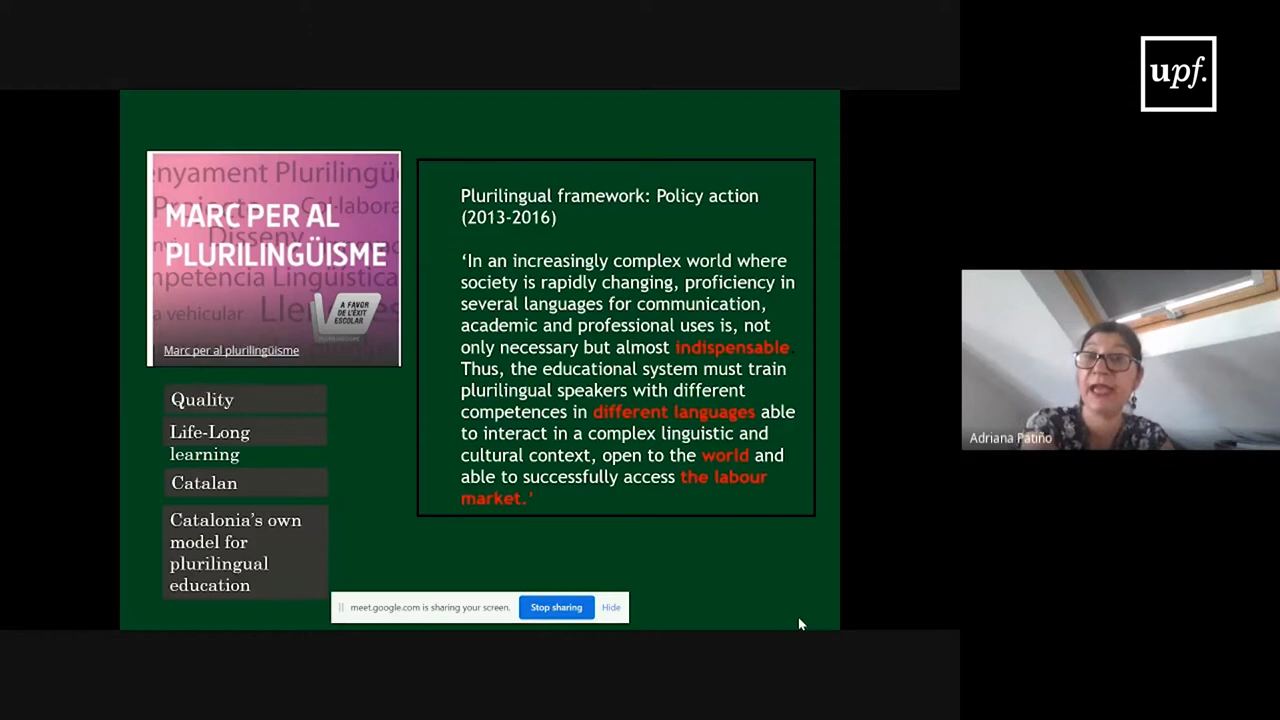 upf.
enyament Plurilingü
Projecte Col·labora
MARC PER AL
Disseny
PLURILINGÜISME
mpetència Lingüística
a vehicular
A FAVOR
DE L'ÈXIT
ESCOLAR
PLURILINGÜISME
Marc per al plurilingüisme
Quality
Life-Long
learning
Catalan
Catalonia's own
model for
plurilingual
education
Plurilingual framework: Policy action
(2013-2016)
‘In an increasingly complex world where
society is rapidly changing, proficiency in
several languages for communication,
academic and professional uses is, not
only necessary but almost indispensable.
Thus, the educational system must train
plurilingual speakers with different
competences in different languages able
to interact in a complex linguistic and
cultural context, open to the world and
able to successfully access the labour
market.'
meet.google.com is sharing your screen.
Stop sharing
Hide
Adriana Patiño